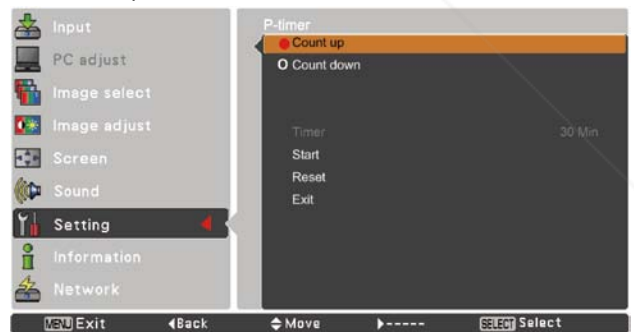 Input
PC adjust
Image select
Image adjust
Screen
Sound
Setting
Information
Network
P-timer
Count up
O Count down
Timer 30 Min
Start
Reset
Exit
MENU Exit Back Move ----- SELECT Select